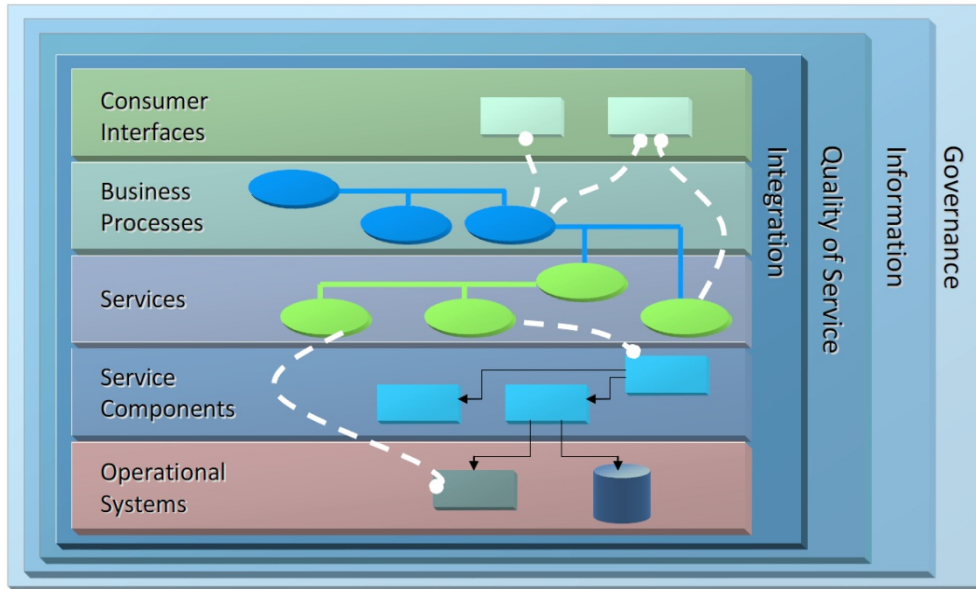 Consumer
Interfaces
Business
Processes
Services
Service
Components
Operational
Systems
Integration
Quality of Service
Information
Governance